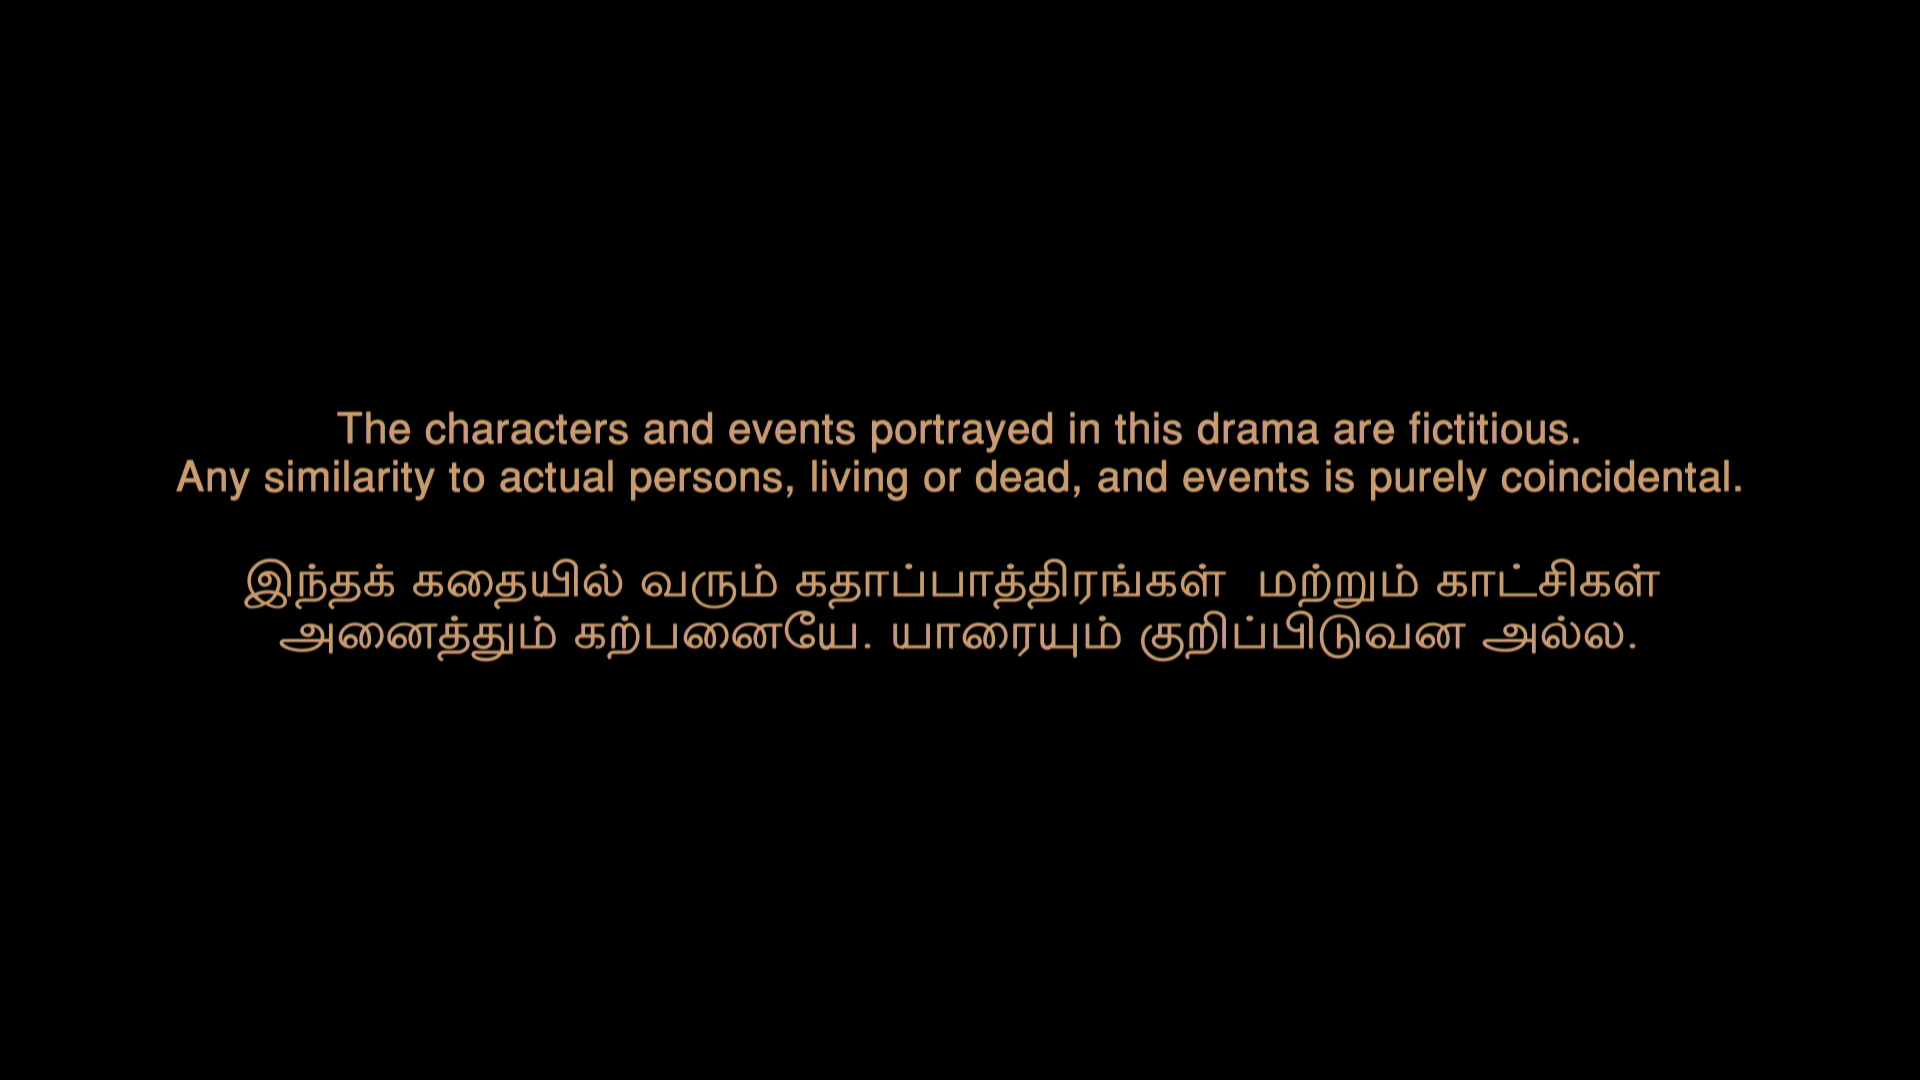 The characters and events portrayed in this drama are fictitious.
Any similarity to actual persons, living or dead, and events is purely coincidental.
இந்தக் கதையில் வரும் கதாப்பாத்திரங்கள்  மற்றும் காட்சிகள்
அனைத்தும் கற்பனையே. யாரையும் குறிப்பிடுவன அல்ல.